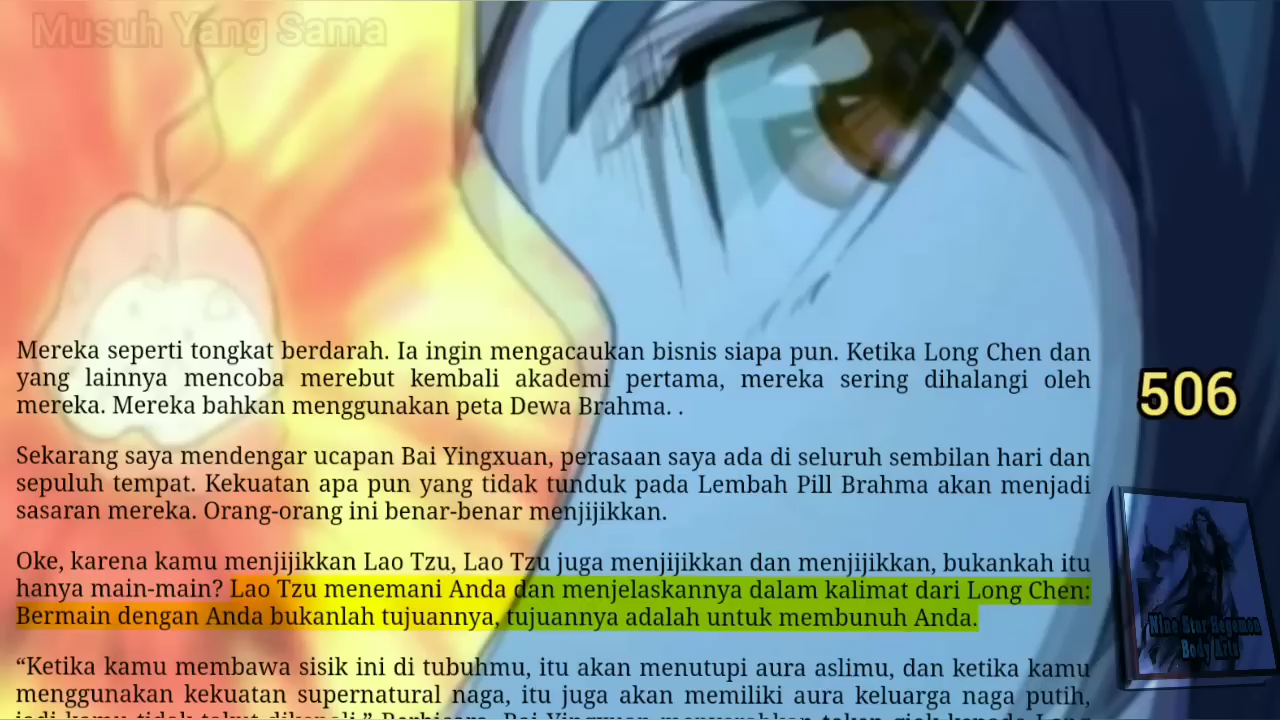 Musuh Yang Sama
Mereka seperti tongkat berdarah. Ia ingin mengacaukan bisnis siapa pun. Ketika Long Chen dan
yang lainnya mencoba merebut kembali akademi pertama, mereka sering dihalangi oleh
mereka. Mereka bahkan menggunakan peta Dewa Brahma. .
506
Sekarang saya mendengar ucapan Bai Yingxuan, perasaan saya ada di seluruh sembilan hari dan
sepuluh tempat. Kekuatan apa pun yang tidak tunduk pada Lembah Pill Brahma akan menjadi
sasaran mereka. Orang-orang ini benar-benar menjijikkan.
Oke, karena kamu menjijikkan Lao Tzu, Lao Tzu juga menjijikkan dan menjijikkan, bukankah itu
hanya main-main? Lao Tzu menemani Anda dan menjelaskannya dalam kalimat dari Long Chen:
Bermain dengan Anda bukanlah tujuannya, tujuannya adalah untuk membunuh Anda.
Nine Star Hegemon
Body Arts
“Ketika kamu membawa sisik ini di tubuhmu, itu akan menutupi aura aslimu, dan ketika kamu
menggunakan kekuatan supernatural naga, itu juga akan memiliki aura keluarga naga putih,